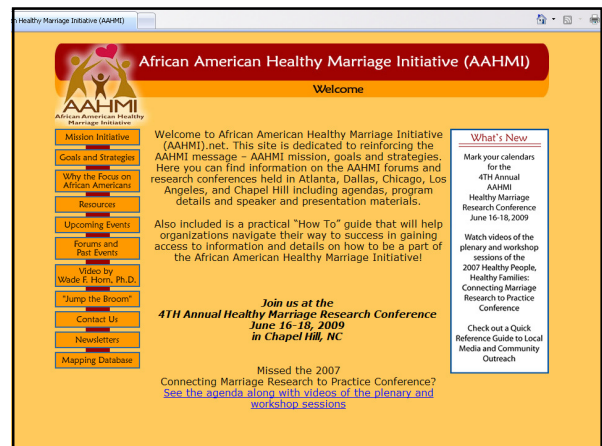 n Healthy Marriage Initiative (AAHMI)
African American Healthy Marriage Initiative (AAHMI)
Welcome
AAHMI
African American Healthy
Marriage Initiative
Mission Initiative
Goals and Strategies
Why the Focus on
African Americans
Resources
Upcoming Events
Forums and
Past Events
Video by
Wade F. Horn, Ph.D.
"Jump the Broom"
Contact Us
Newsletters
Mapping Database
Welcome to African American Healthy Marriage Initiative
(AAHMI).net. This site is dedicated to reinforcing the
AAHMI message – AAHMI mission, goals and strategies.
Here you can find information on the AAHMI forums and
research conferences held in Atlanta, Dallas, Chicago, Los
Angeles, and Chapel Hill including agendas, program
details and speaker and presentation materials.
Also included is a practical “How To” guide that will help
organizations navigate their way to success in gaining
access to information and details on how to be a part of
the African American Healthy Marriage Initiative!
Join us at the
4TH Annual Healthy Marriage Research Conference
June 16-18, 2009
in Chapel Hill, NC
Missed the 2007
Connecting Marriage Research to Practice Conference?
See the agenda along with videos of the plenary and
workshop sessions
What's New
Mark your calendars
for the
4TH Annual
AAHMI
Healthy Marriage
Research Conference
June 16-18, 2009
Watch videos of the
plenary and workshop
sessions of the
2007 Healthy People,
Healthy Families:
Connecting Marriage
Research to Practice
Conference
Check out a Quick
Reference Guide to Local
Media and Community
Outreach